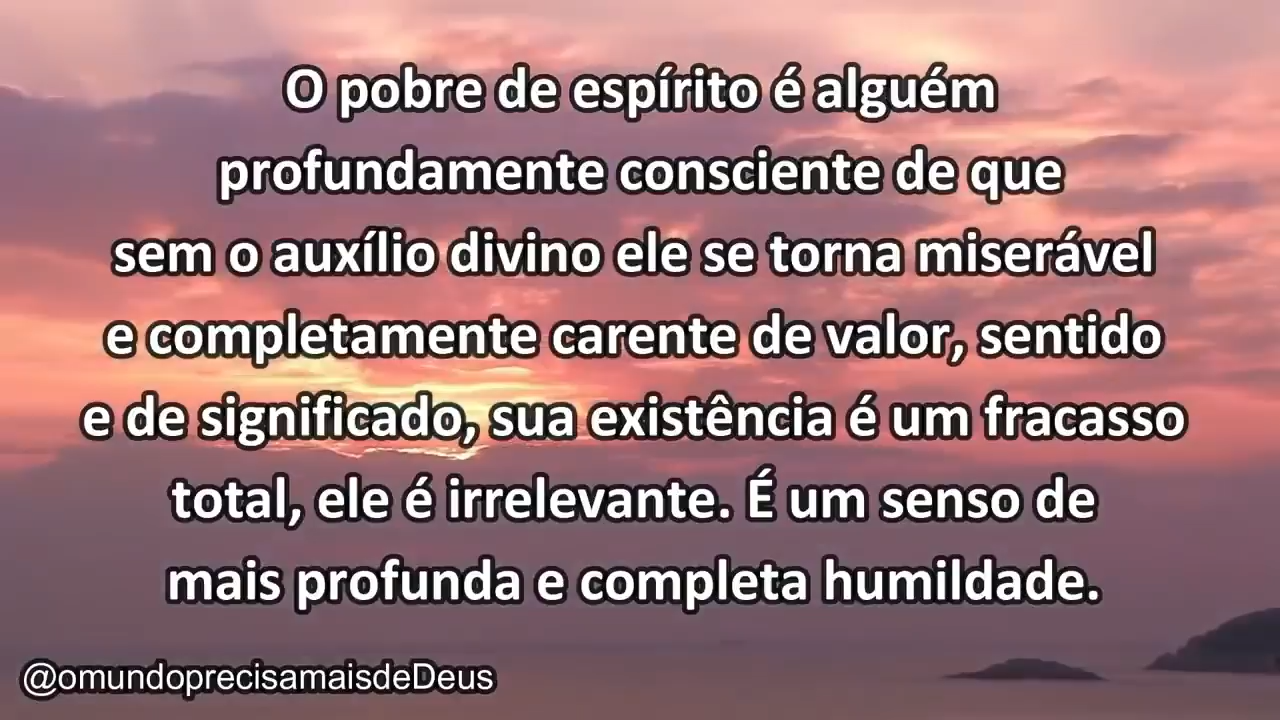 O pobre de espírito é alguém
profundamente consciente de que
sem o auxílio divino ele se torna miserável
e completamente carente de valor, sentido
e de significado, sua existência é um fracasso
total, ele é irrelevante. É um senso de
mais profunda e completa humildade.
@omundoprecisamaisdeDeus